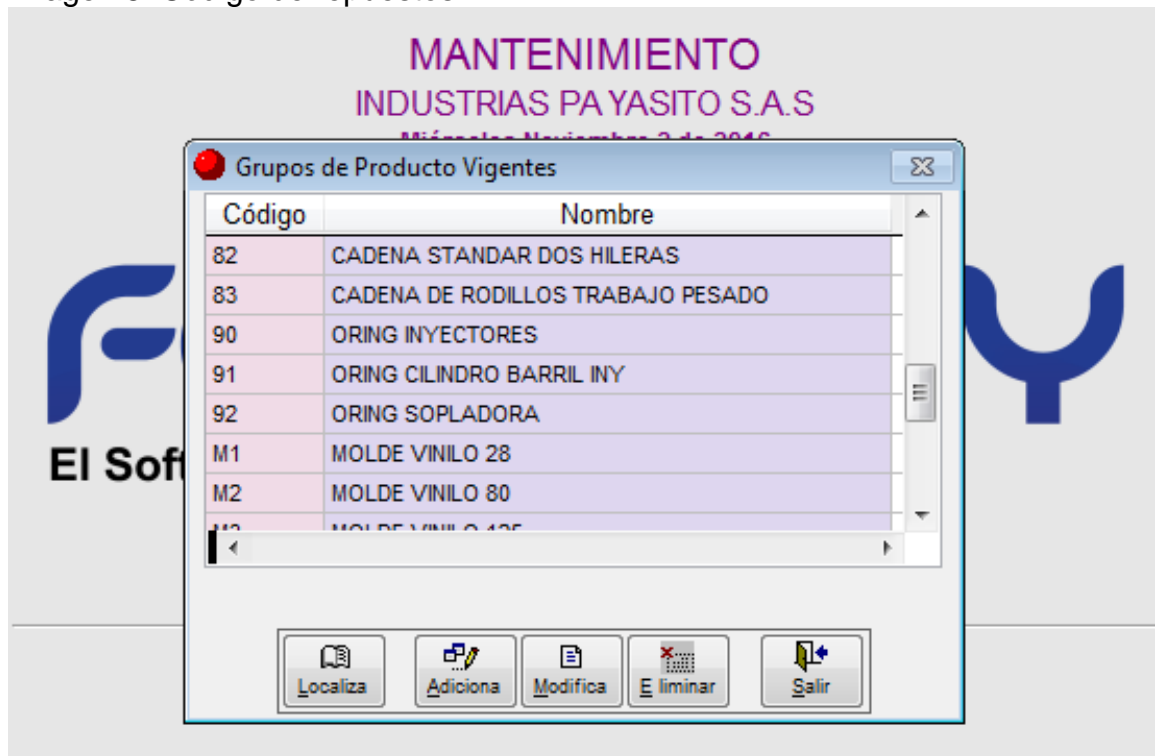 MANTENIMIENTO
INDUSTRIAS PAYASITO S.A.S
Grupos de Producto Vigentes
Código Nombre
82 CADENA STANDAR DOS HILERAS
83 CADENA DE RODILLOS TRABAJO PESADO
90 ORING INYECTORES
91 ORING CILINDRO BARRIL INY
92 ORING SOPLADORA
M1 MOLDE VINILO 28
M2 MOLDE VINILO 80
El Soft
Localiza Adiciona Modifica E liminar Salir